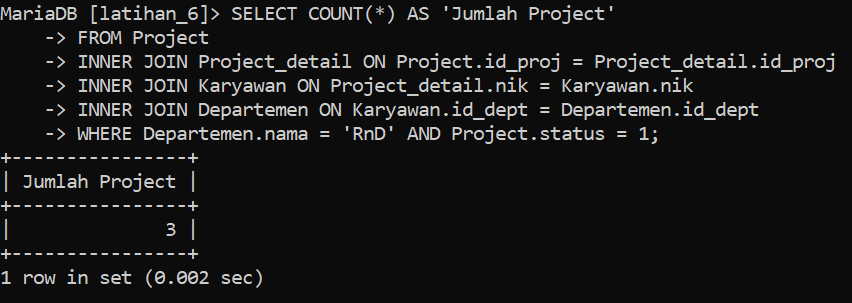 MariaDB [latihan_6]> SELECT COUNT(*) AS 'Jumlah Project'
    -> FROM Project
    -> INNER JOIN Project_detail ON Project.id_proj = Project_detail.id_proj
    -> INNER JOIN Karyawan ON Project_detail.nik = Karyawan.nik
    -> INNER JOIN Departemen ON Karyawan.id_dept = Departemen.id_dept
    -> WHERE Departemen.nama = 'RnD' AND Project.status = 1;
+----------------+
| Jumlah Project |
+----------------+
|              3 |
+----------------+
1 row in set (0.002 sec)